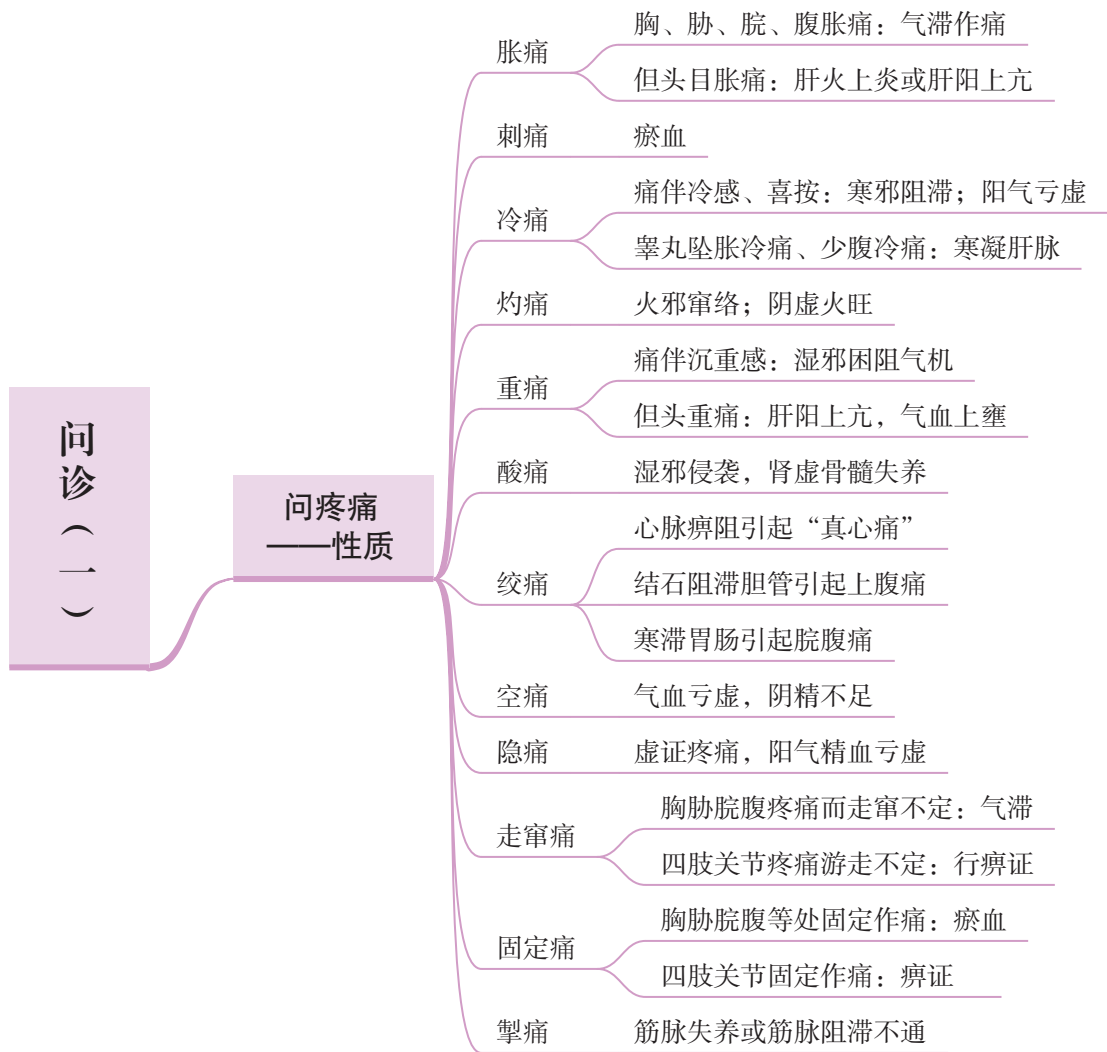 问诊（一）
问疼痛
——性质
胀痛
胸、胁、脘、腹胀痛：气滞作痛
但头目胀痛：肝火上炎或肝阳上亢
刺痛
瘀血
冷痛
痛伴冷感、喜按：寒邪阻滞；阳气亏虚
睾丸坠胀冷痛、少腹冷痛：寒凝肝脉
灼痛
火邪窜络；阴虚火旺
重痛
痛伴沉重感：湿邪困阻气机
但头重痛：肝阳上亢，气血上壅
酸痛
湿邪侵袭，肾虚骨髓失养
绞痛
心脉痹阻引起“真心痛”
结石阻滞胆管引起上腹痛
寒滞胃肠引起脘腹痛
空痛
气血亏虚，阴精不足
隐痛
虚证疼痛，阳气精血亏虚
走窜痛
胸胁脘腹疼痛而走窜不定：气滞
四肢关节疼痛游走不定：行痹证
固定痛
胸胁脘腹等处固定作痛：瘀血
四肢关节固定作痛：痹证
掣痛
筋脉失养或筋脉阻滞不通